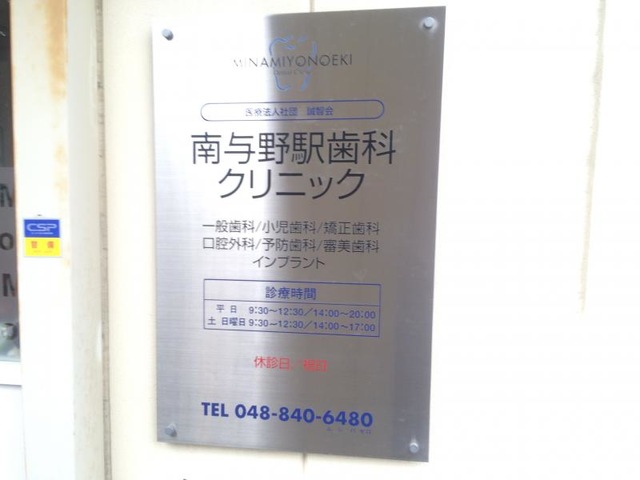 MINAMIYONOEKI
医療法人社団 誠智会
南与野駅歯科
クリニック
一般歯科/小児歯科/矯正歯科
口腔外科/予防歯科/審美歯科
インプラント
診療時間
平 日 9:30〜12:30/14:00〜20:00
土 日曜日 9:30〜12:30/14:00〜17:00
休診日/祝日
TEL 048-840-6480
CSP
警備